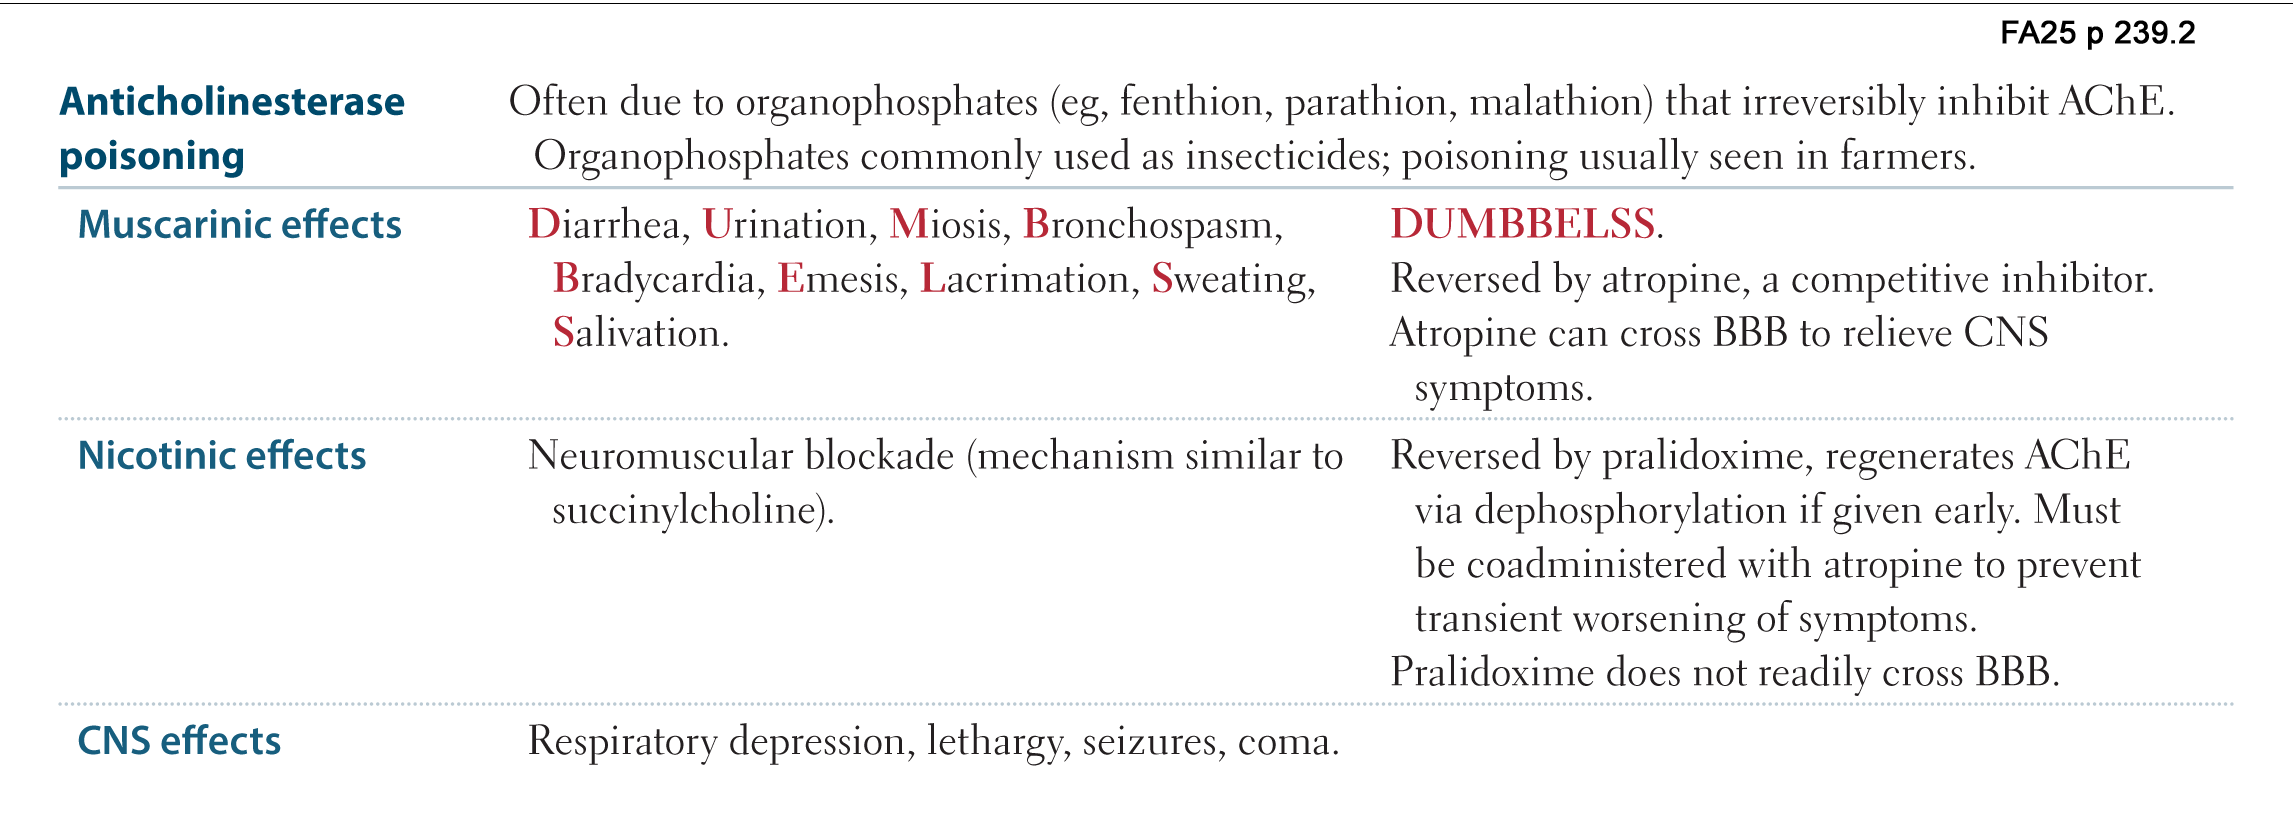 FA25 p 239.2
Anticholinesterase
poisoning
Often due to organophosphates (eg, fenthion, parathion, malathion) that irreversibly inhibit AChE.
Organophosphates commonly used as insecticides; poisoning usually seen in farmers.
Muscarinic effects
Diarrhea, Urination, Miosis, Bronchospasm,
Bradycardia, Emesis, Lacrimation, Sweating,
Salivation.
DUMBBELSS.
Reversed by atropine, a competitive inhibitor.
Atropine can cross BBB to relieve CNS
symptoms.
Nicotinic effects
Neuromuscular blockade (mechanism similar to
succinylcholine).
Reversed by pralidoxime, regenerates AChE
via dephosphorylation if given early. Must
be coadministered with atropine to prevent
transient worsening of symptoms.
Pralidoxime does not readily cross BBB.
CNS effects
Respiratory depression, lethargy, seizures, coma.